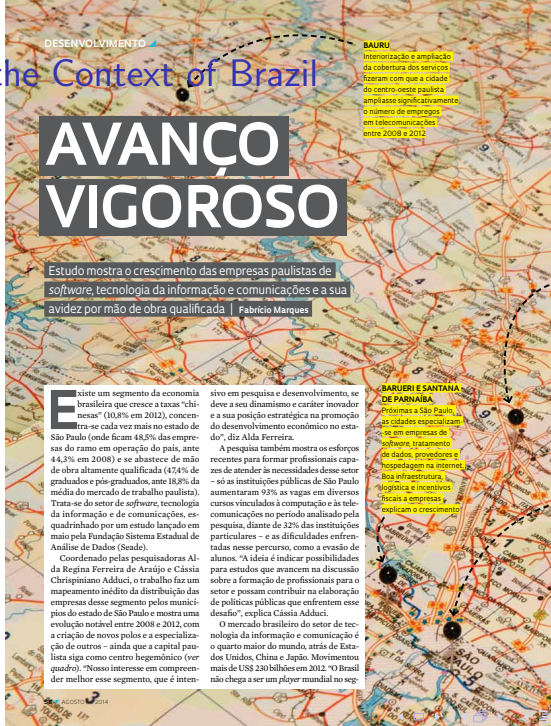 DESENVOLVIMENTO
the Context of Brazil
BAURU
Interiorização e ampliação
da cobertura dos serviços
fizeram com que a cidade
do centro-oeste paulista
ampliasse significativamente
o número de empregos
em telecomunicações
entre 2008 e 2012
AVANÇO
VIGOROSO
Estudo mostra o crescimento das empresas paulistas de
software, tecnologia da informação e comunicações e a sua
avidez por mão de obra qualificada | Fabrício Marques
Existe um segmento da economia
brasileira que cresce a taxas “chi-
nesas” (10,8% em 2012), concen-
tra-se cada vez mais no estado de
São Paulo (onde ficam 48,5% das empre-
sas do ramo em operação do país, ante
44,3% em 2008) e se abastece de mão
de obra altamente qualificada (47,4% de
graduados e pós-graduados, ante 18,8% da
média do mercado de trabalho paulista).
Trata-se do setor de software, tecnologia
da informação e de comunicações, es-
quadrinhado por um estudo lançado em
maio pela Fundação Sistema Estadual de
Análise de Dados (Seade).
Coordenado pelas pesquisadoras Al-
da Regina Ferreira de Araújo e Cássia
Chrispiniano Adduci, o trabalho faz um
mapeamento inédito da distribuição das
empresas desse segmento pelos municí-
pios do estado de São Paulo e mostra uma
evolução notável entre 2008 e 2012, com
a criação de novos polos e a especializa-
ção de outros – ainda que a capital pau-
lista siga como centro hegemônico (ver
quadro). “Nosso interesse em compreen-
der melhor esse segmento, que é inten-
sivo em pesquisa e desenvolvimento, se
deve a seu dinamismo e caráter inovador
e a sua posição estratégica na promoção
do desenvolvimento econômico no esta-
do”, diz Alda Ferreira.
A pesquisa também mostra os esforços
recentes para formar profissionais capa-
zes de atender às necessidades desse setor
– só as instituições públicas de São Paulo
aumentaram 93% as vagas em diversos
cursos vinculados à computação e às tele-
comunicações no período analisado pela
pesquisa, diante de 32% das instituições
particulares – e as dificuldades enfren-
tadas nesse percurso, como a evasão de
alunos. “A ideia é indicar possibilidades
para estudos que avancem na discussão
sobre a formação de profissionais para o
setor e possam contribuir na elaboração
de políticas públicas que enfrentem esse
desafio”, explica Cássia Adduci.
O mercado brasileiro do setor de tec-
nologia da informação e comunicação é
o quarto maior do mundo, atrás de Esta-
dos Unidos, China e Japão. Movimentou
mais de US$ 230 bilhões em 2012. “O Brasil
não chega a ser um player mundial no seg-
BARUERI E SANTANA
DE PARNAÍBA
Próximas a São Paulo,
as cidades especializam-
-se em empresas de
software, tratamento
de dados, provedores e
hospedagem na internet.
Boa infraestrutura,
logística e incentivos
fiscais a empresas
explicam o crescimento
AGOSTO 2014